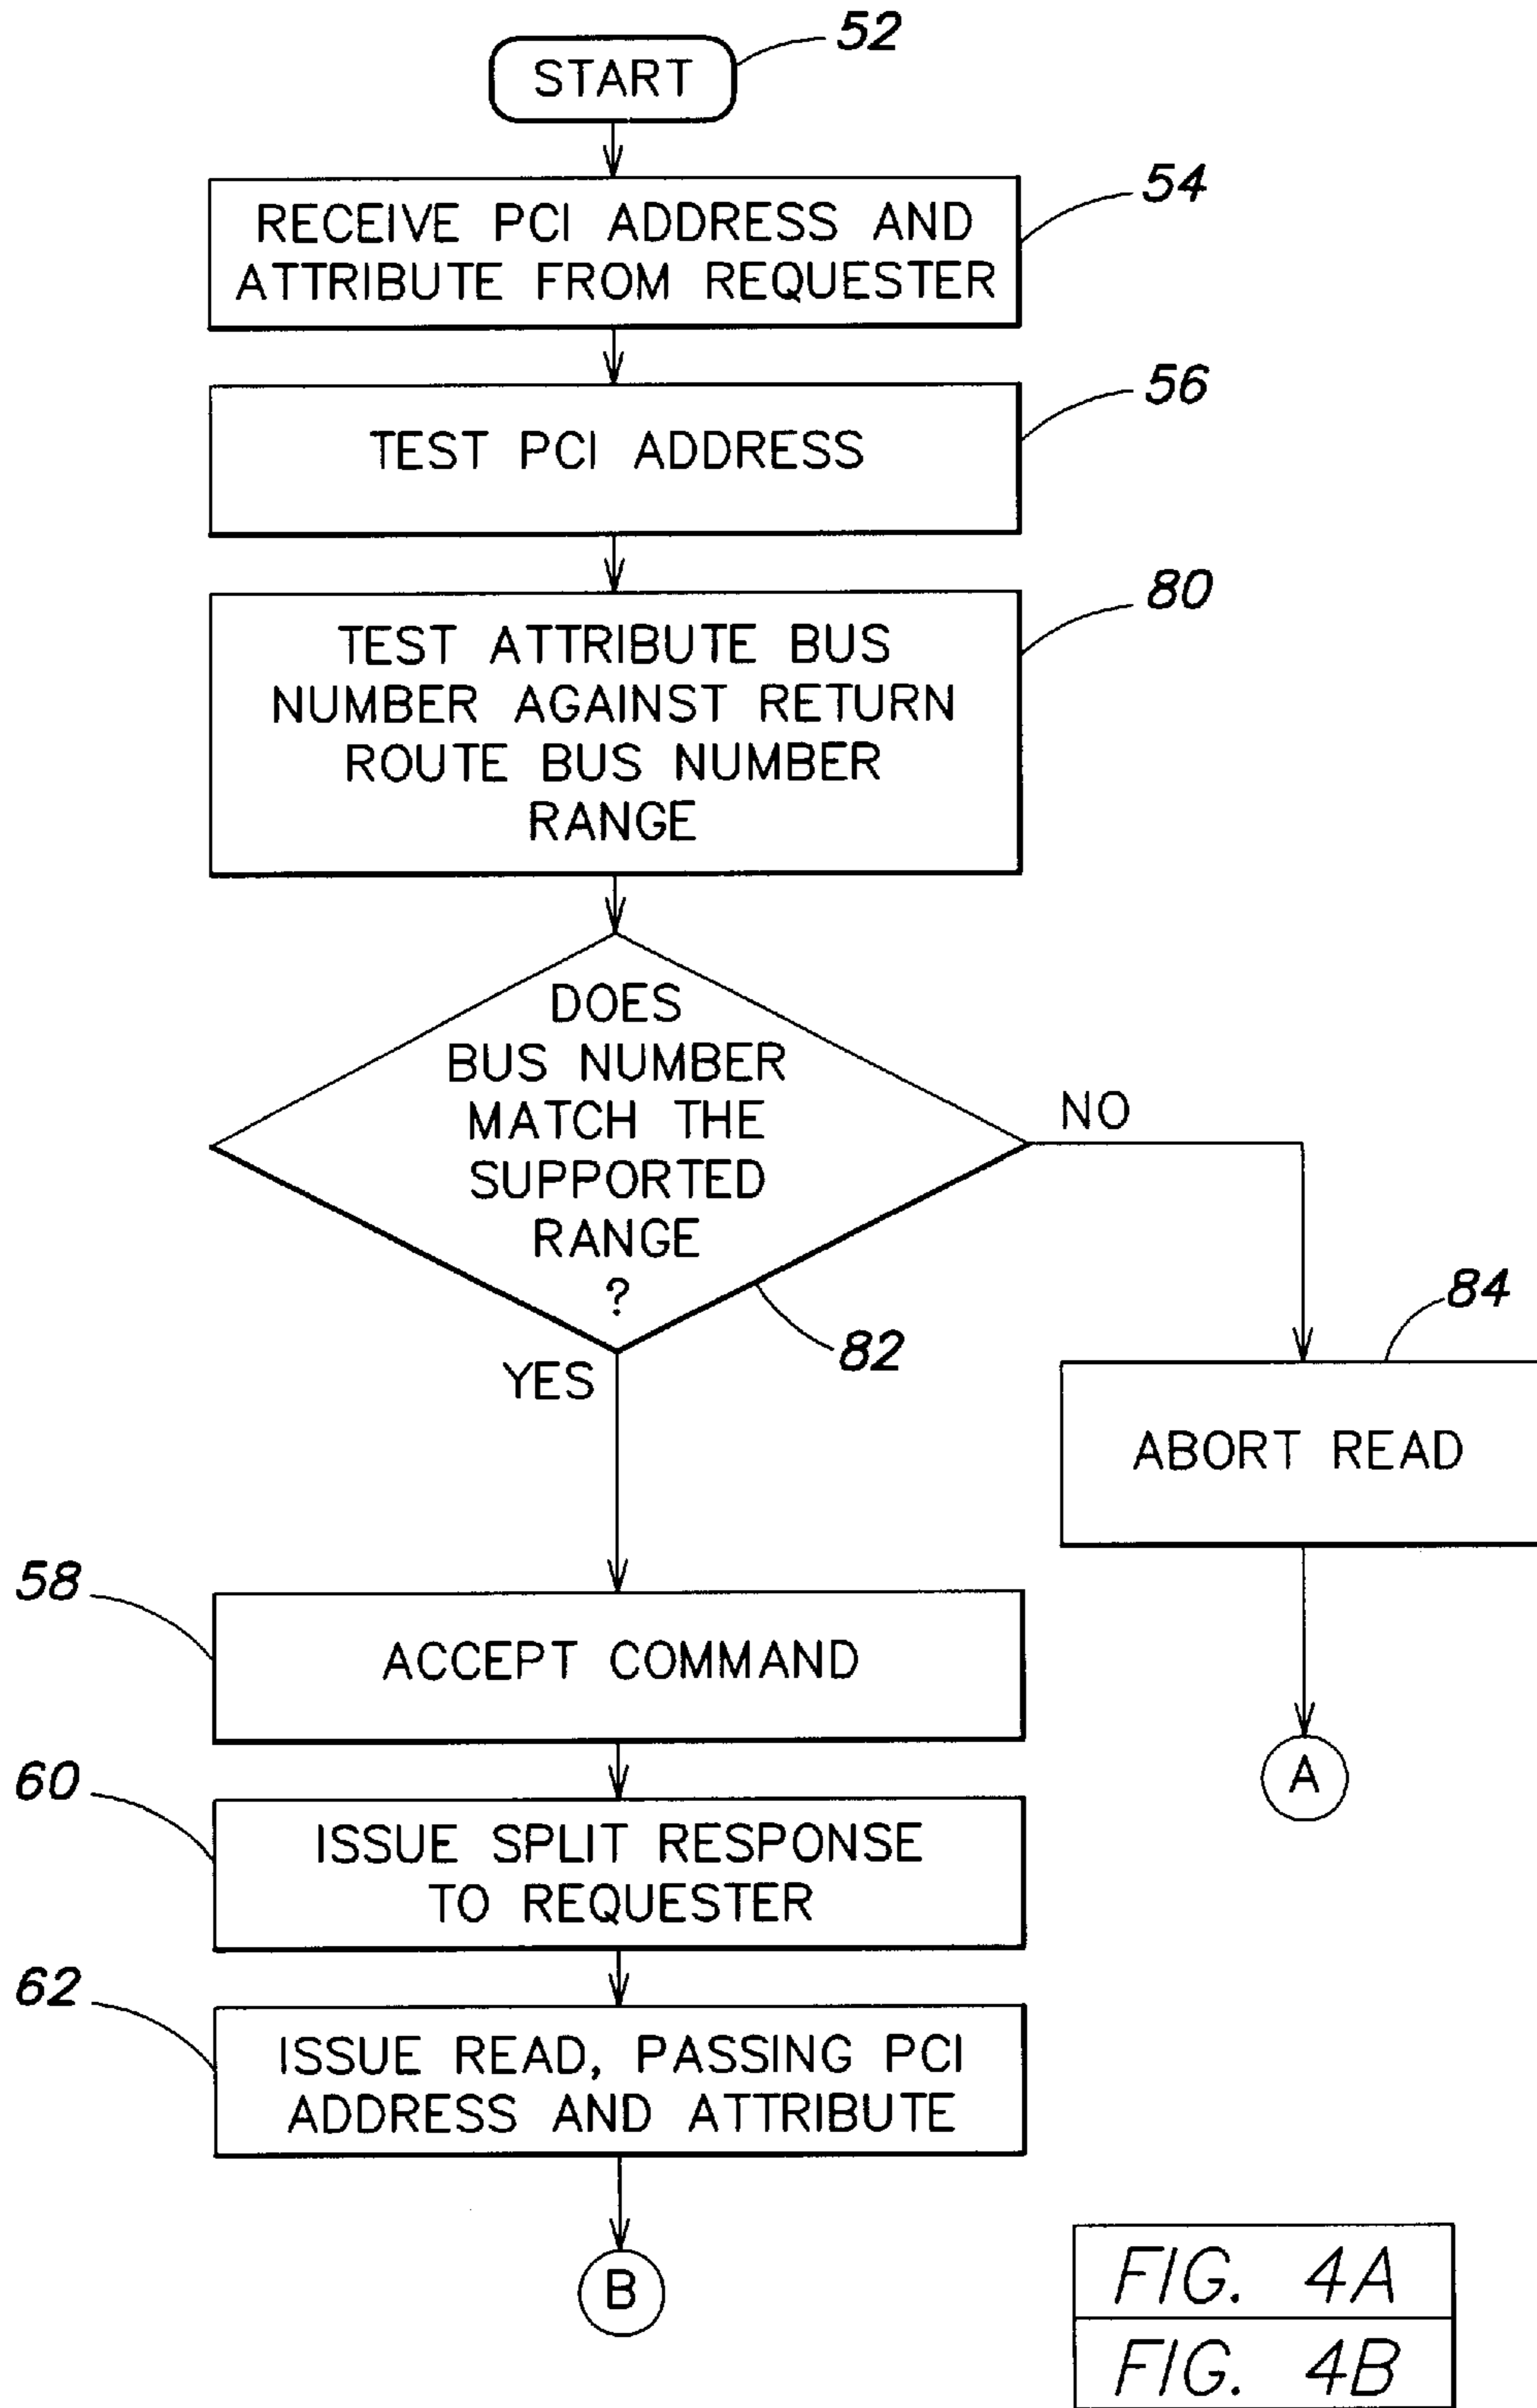 52
START
54
RECEIVE PCI ADDRESS AND
ATTRIBUTE FROM REQUESTER
56
TEST PCI ADDRESS
80
TEST ATTRIBUTE BUS
NUMBER AGAINST RETURN
ROUTE BUS NUMBER
RANGE
DOES
BUS NUMBER
MATCH THE
SUPPORTED
RANGE
?
NO
82
YES
84
ABORT READ
A
58
ACCEPT COMMAND
60
ISSUE SPLIT RESPONSE
TO REQUESTER
62
ISSUE READ, PASSING PCI
ADDRESS AND ATTRIBUTE
B
FIG. 4A
FIG. 4B